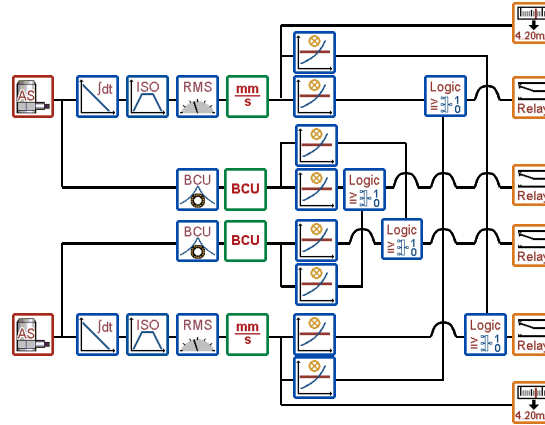 4.20m
AS
∫dt
ISO
RMS
mm
s
Logic
≥
1
0
Relay
BCU
BCU
Logic
≥
1
0
Relay
BCU
BCU
Logic
≥
1
0
Relay
AS
∫dt
ISO
RMS
mm
s
Logic
≥
1
0
Relay
4.20m